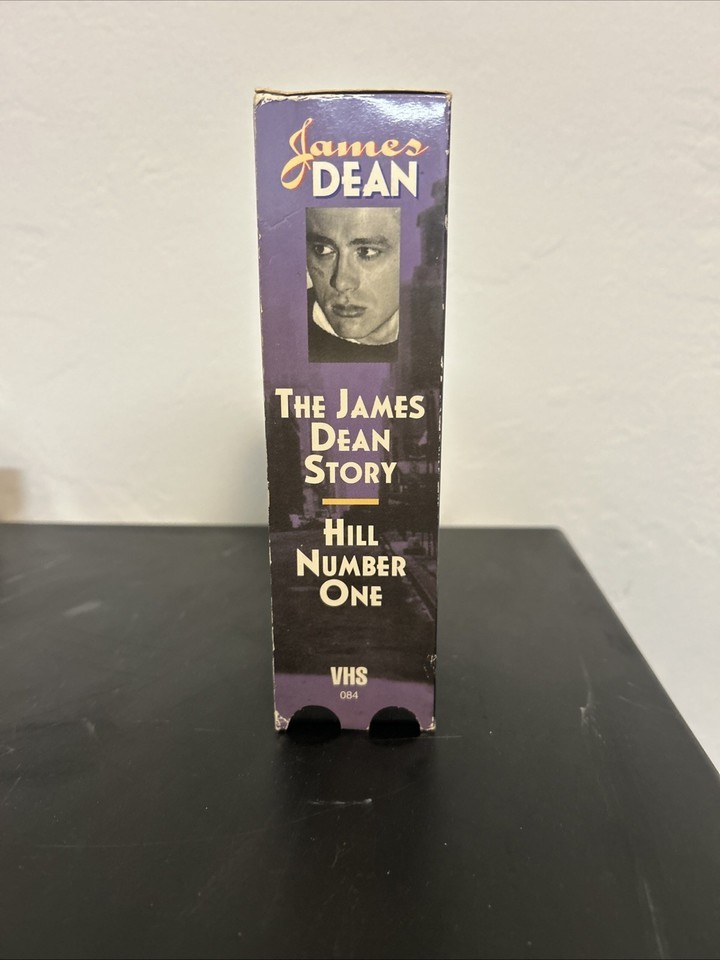 James
DEAN
THE JAMES
DEAN
STORY
HILL
NUMBER
ONE
VHS
084